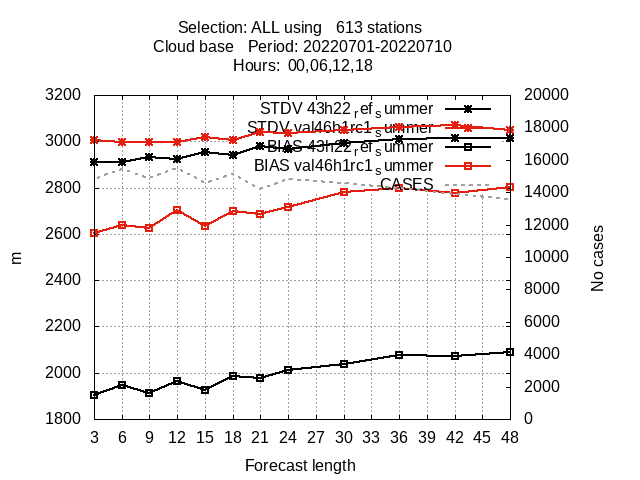 Selection: ALL using 613 stations
Cloud base Period: 20220701-20220710
Hours: 00,06,12,18
3200 20000
STDV 43h22_ref_summer
STDV val46h1rc1_summer
BIAS 43h22_ref_summer
BIAS val46h1rc1_summer
CASES
3000 18000
2800 16000
2600 14000
2400 12000
2200 10000
2000 8000
1800 6000
4000
2000
0
m
No cases
3 6 9 12 15 18 21 24 27 30 33 36 39 42 45 48
Forecast length